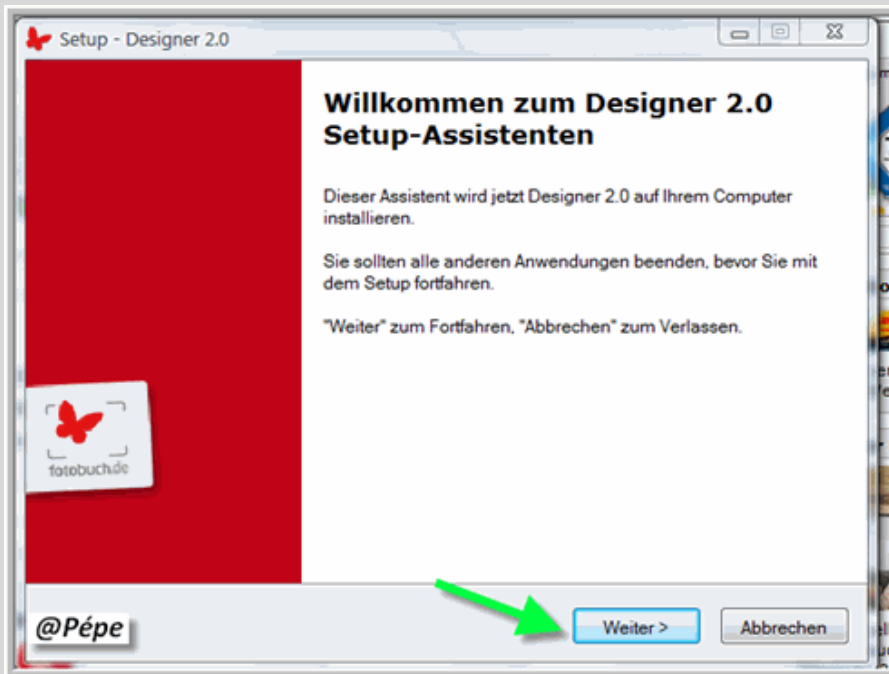 Setup - Designer 2.0
Willkommen zum Designer 2.0
Setup-Assistenten
Dieser Assistent wird jetzt Designer 2.0 auf Ihrem Computer
installieren.
Sie sollten alle anderen Anwendungen beenden, bevor Sie mit
dem Setup fortfahren.
"Weiter" zum Fortfahren, "Abbrechen" zum Verlassen.
fotobuch.de
@Pépe
Weiter >
Abbrechen